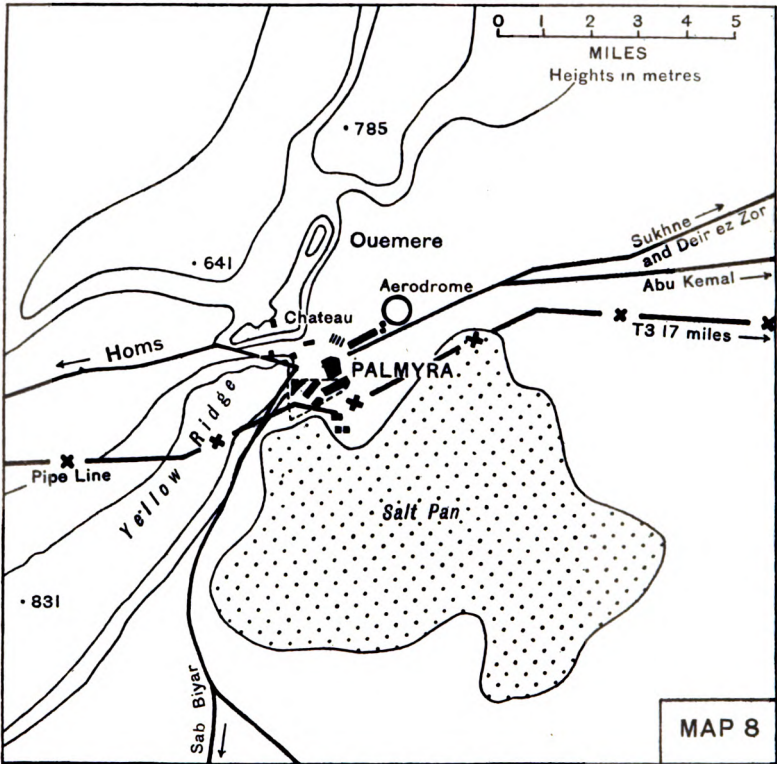 0 1 2 3 4 5
MILES
Heights in metres
785
Ouemere
641
Sukhne
and Deir ez Zor
Aerodrome
Abu Kemal
Chateau
T3 17 miles
Homs
PALMYRA
Yellow Ridge
Pipe Line
Salt Pan
831
Sab Biyar
MAP 8